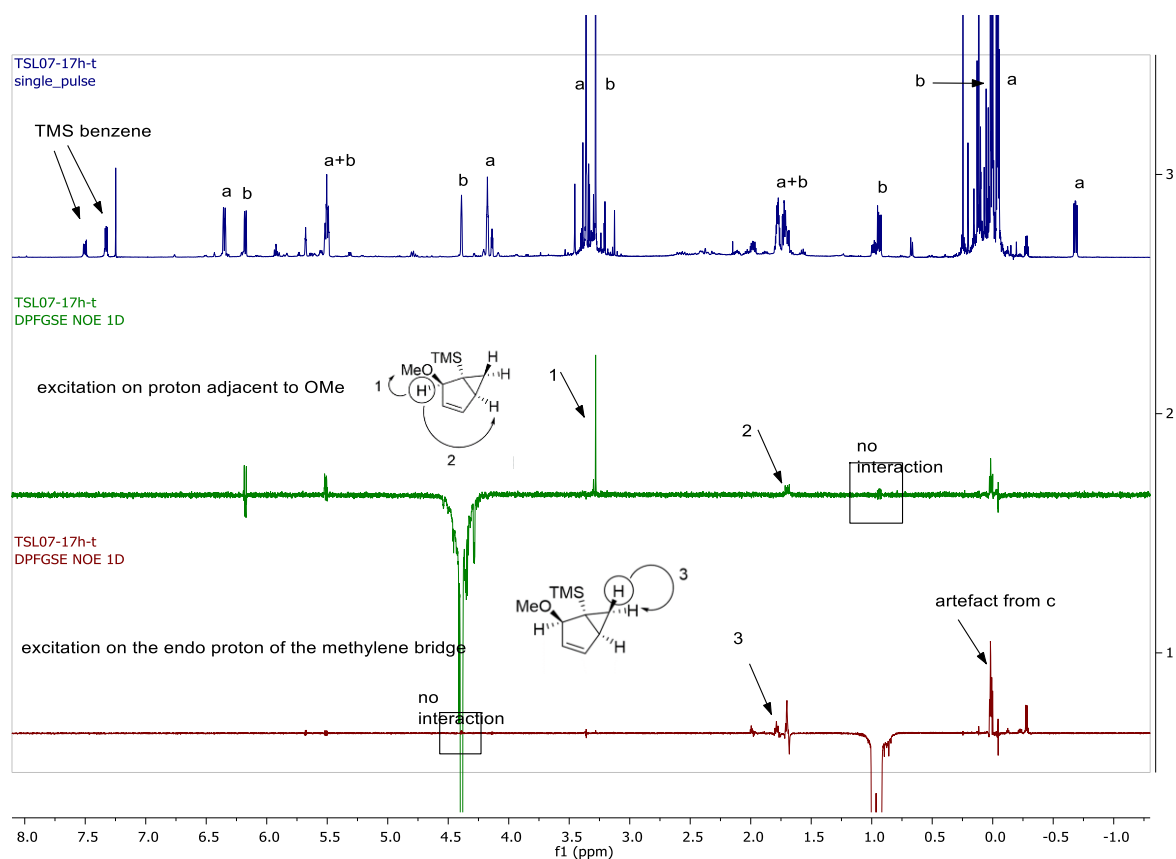 TSL07-17h-t
single_pulse
TMS benzene
a
b
a+b
b
a
a
b
a+b
b
b
a
a
3
TSL07-17h-t
DPFGSE NOE 1D
excitation on proton adjacent to OMe
TMS
H
MeO
H
1
H
H
2
1
2
no
interaction
2
TSL07-17h-t
DPFGSE NOE 1D
excitation on the endo proton of the methylene bridge
TMS
H
3
MeO
H
H
H
no
interaction
3
artefact from c
1
8.0 7.5 7.0 6.5 6.0 5.5 5.0 4.5 4.0 3.5 3.0 2.5 2.0 1.5 1.0 0.5 0.0 -0.5 -1.0
f1 (ppm)